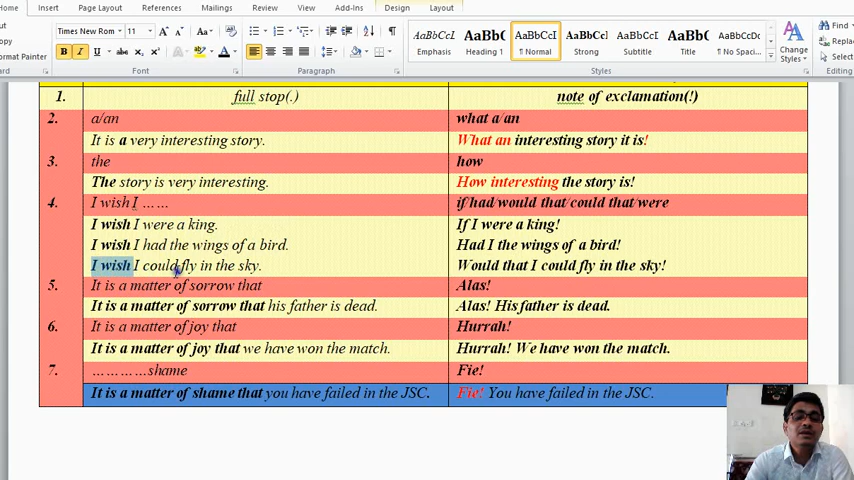 Home Insert Page Layout References Mailings Review View Add-Ins Design Layout
Times New Rom 11 Find
Replace
Format Painter Select
B I U abc x₂ x² AaBbCcL AaBbC AaBbCcI AaBbCc AaBbCcI AaBbC AaBbCcI
Emphasis Heading 1 ¶ Normal Strong Subtitle Title ¶ No Spaci... Change Styles
Font Paragraph Styles
1. full stop(.) note of exclamation(!)
2. a/an what a/an
It is a very interesting story. What an interesting story it is!
3. the how
The story is very interesting. How interesting the story is!
4. I wish I …… if/had/would that/could that/were
I wish I were a king. If I were a king!
I wish I had the wings of a bird. Had I the wings of a bird!
I wish I could fly in the sky. Would that I could fly in the sky!
5. It is a matter of sorrow that Alas!
It is a matter of sorrow that his father is dead. Alas! His father is dead.
6. It is a matter of joy that Hurrah!
It is a matter of joy that we have won the match. Hurrah! We have won the match.
7. …………shame Fie!
It is a matter of shame that you have failed in the JSC. Fie! You have failed in the JSC.